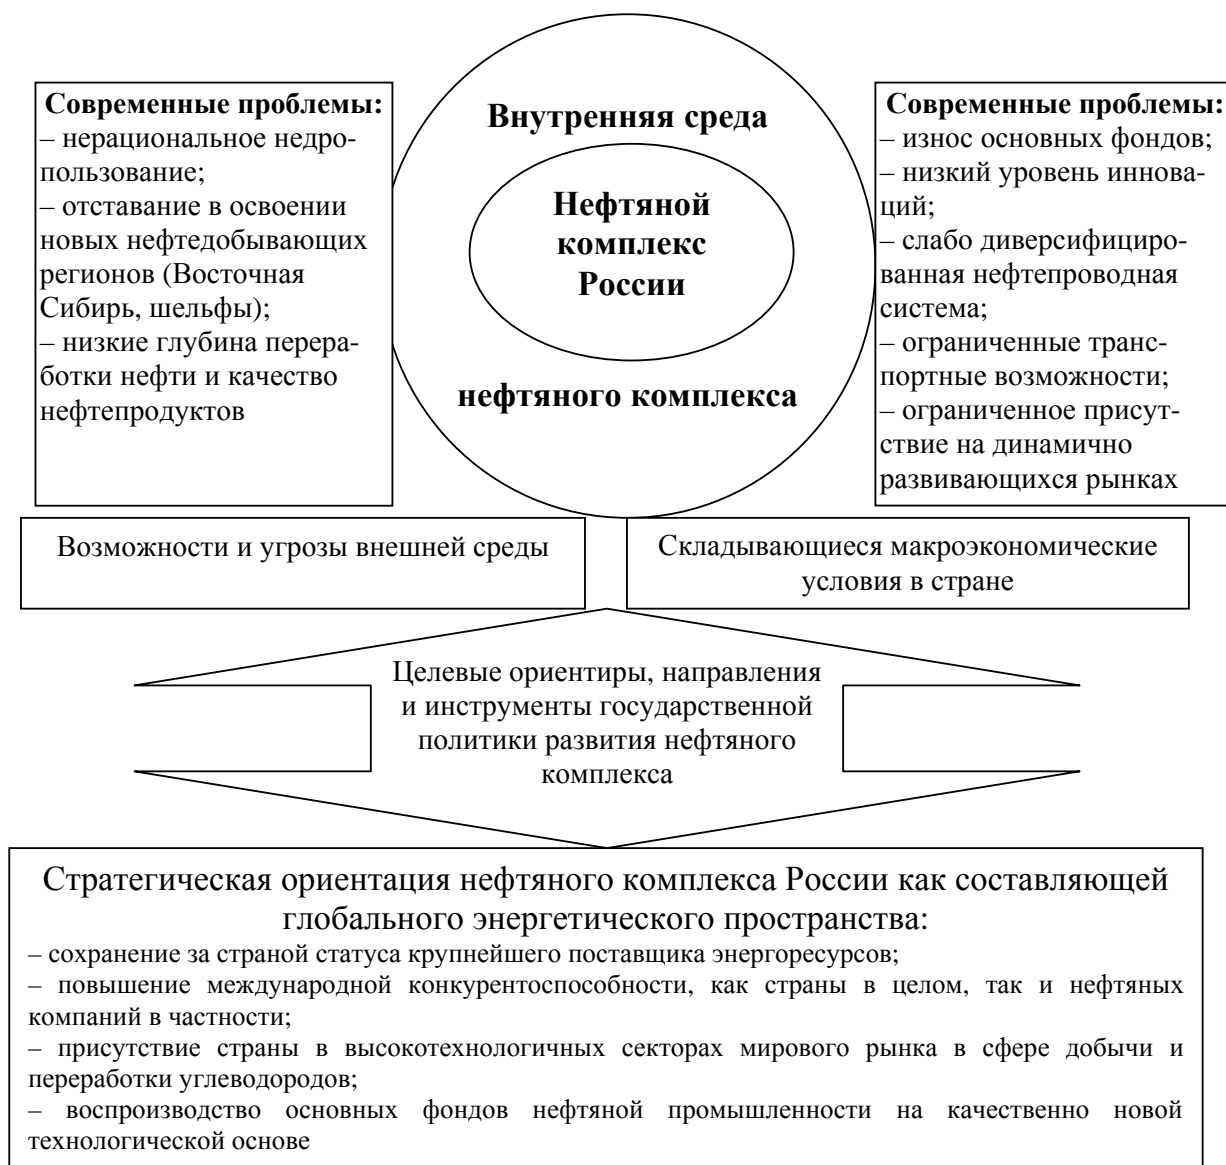 Современные проблемы:
– нерациональное недро-
пользование;
– отставание в освоении
новых нефтедобывающих
регионов (Восточная
Сибирь, шельфы);
– низкие глубина перера-
ботки нефти и качество
нефтепродуктов
Внутренняя среда
Нефтяной
комплекс
России
нефтяного комплекса
Современные проблемы:
– износ основных фондов;
– низкий уровень иннова-
ций;
– слабо диверсифициро-
ванная нефтепроводная
система;
– ограниченные транс-
портные возможности;
– ограниченное присут-
ствие на динамично
развивающихся рынках
Возможности и угрозы внешней среды
Складывающиеся макроэкономические
условия в стране
Целевые ориентиры, направления
и инструменты государственной
политики развития нефтяного
комплекса
Стратегическая ориентация нефтяного комплекса России как составляющей
глобального энергетического пространства:
– сохранение за страной статуса крупнейшего поставщика энергоресурсов;
– повышение международной конкурентоспособности, как страны в целом, так и нефтяных
компаний в частности;
– присутствие страны в высокотехнологичных секторах мирового рынка в сфере добычи и
переработки углеводородов;
– воспроизводство основных фондов нефтяной промышленности на качественно новой
технологической основе